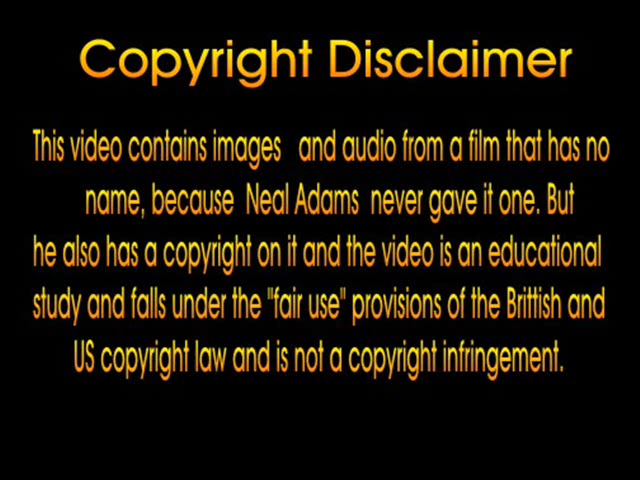 Copyright Disclaimer
This video contains images and audio from a film that has no
name, because Neal Adams never gave it one. But
he also has a copyright on it and the video is an educational
study and falls under the "fair use" provisions of the Brittish and
US copyright law and is not a copyright infringement.